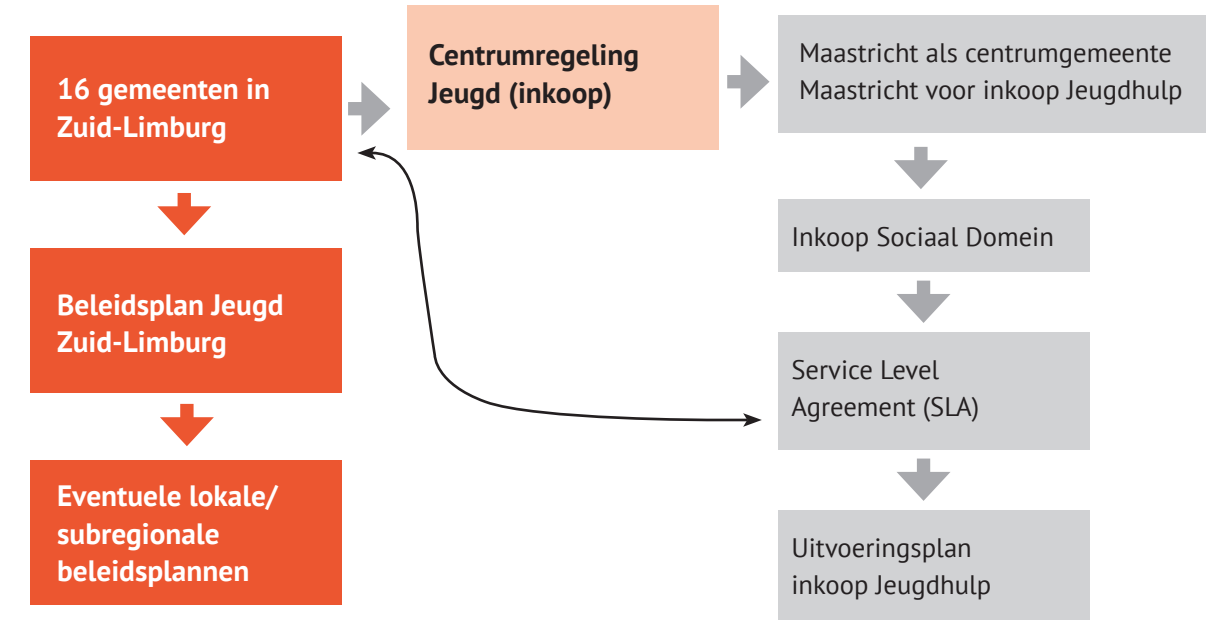 16 gemeenten in
Zuid-Limburg
Centrumregeling
Jeugd (inkoop)
Maastricht als centrumgemeente
Maastricht voor inkoop Jeugdhulp
Beleidsplan Jeugd
Zuid-Limburg
Eventuele lokale/
subregionale
beleidsplannen
Inkoop Sociaal Domein
Service Level
Agreement (SLA)
Uitvoeringsplan
inkoop Jeugdhulp